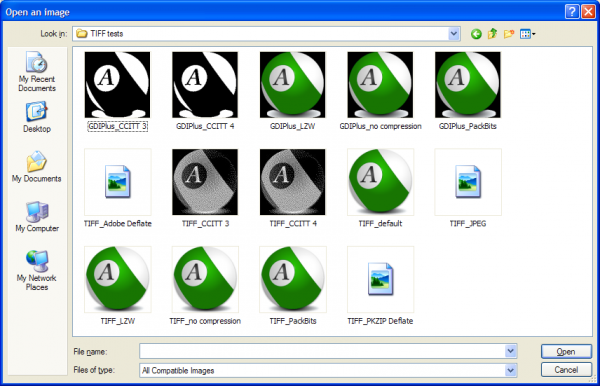 Open an image
Look in: TIFF tests
My Recent
Documents
Desktop
My Documents
My Computer
My Network
Places
A A A A A
GDIPlus_CCITT 3 GDIPlus_CCITT 4 GDIPlus_LZW GDIPlus_no compression GDIPlus_PackBits
A A A
TIFF_Adobe Deflate TIFF_CCITT 3 TIFF_CCITT 4 TIFF_default TIFF_JPEG
A A A
TIFF_LZW TIFF_no compression TIFF_PackBits TIFF_PKZIP Deflate
File name: Open
Files of type: All Compatible Images Cancel